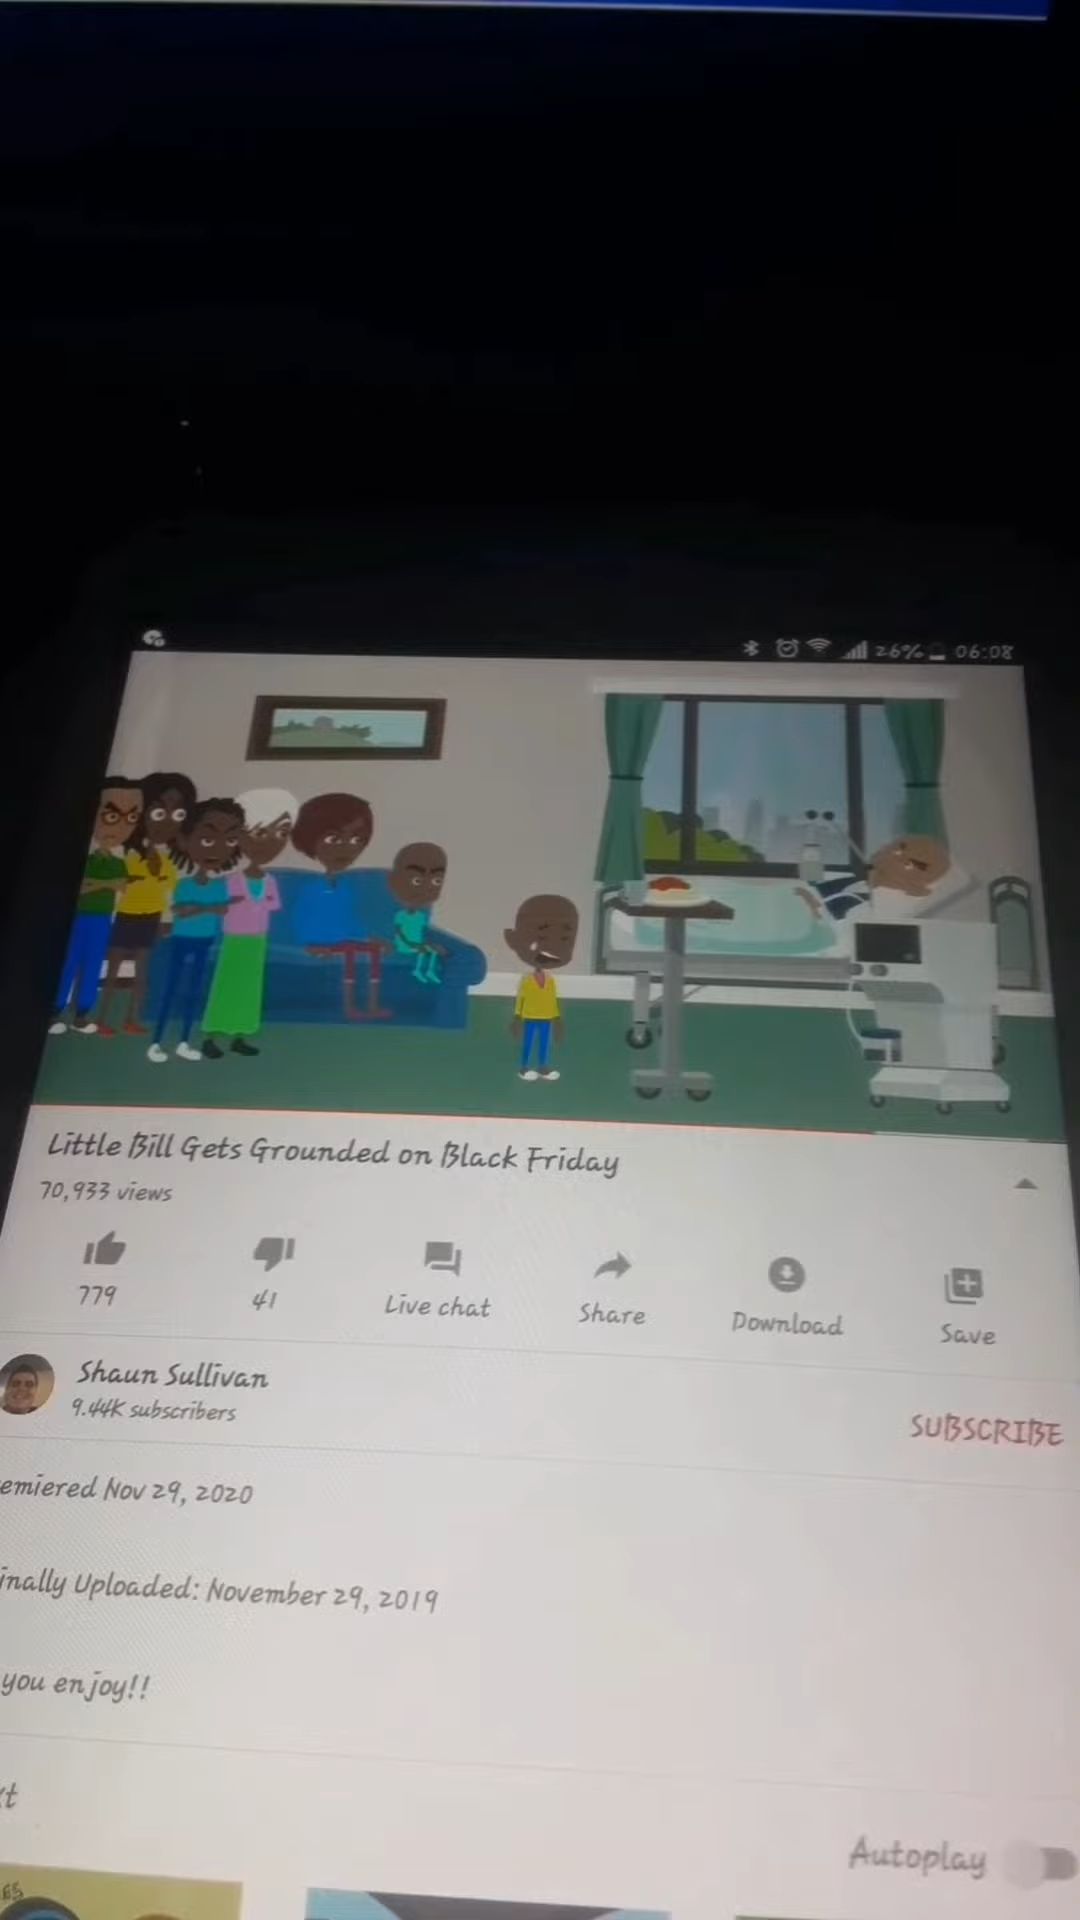 26% 06:08
Little Bill Gets Grounded on Black Friday
70,933 views
779
41
Live chat
Share
Download
Save
Shaun Sullivan
9.44K subscribers
SUBSCRIBE
emiered Nov 29, 2020
inally Uploaded: November 29, 2019
you enjoy!!
Autoplay